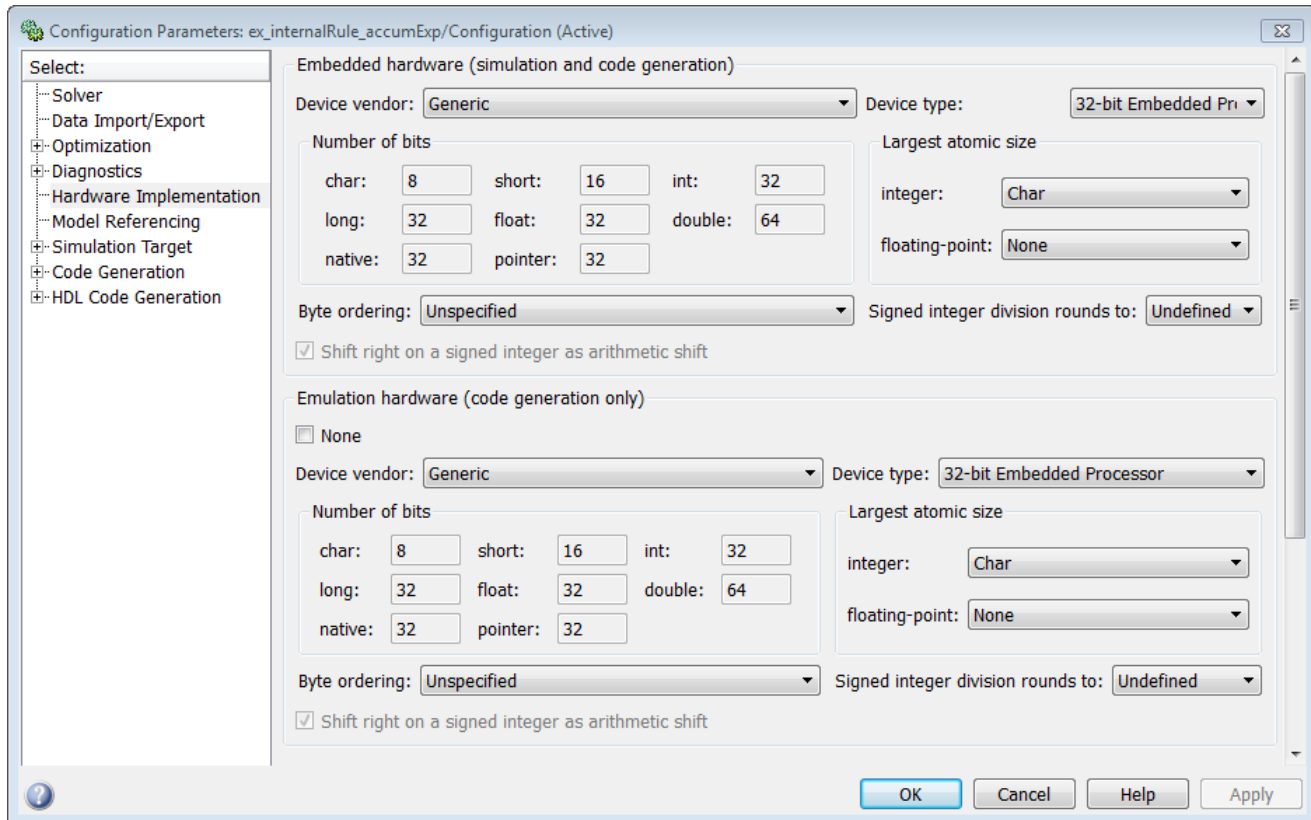 Configuration Parameters: ex_internalRule_accumExp/Configuration (Active)
Select:
Solver
Data Import/Export
Optimization
Diagnostics
Hardware Implementation
Model Referencing
Simulation Target
Code Generation
HDL Code Generation
Embedded hardware (simulation and code generation)
Device vendor: Generic Device type: 32-bit Embedded Pr
Number of bits Largest atomic size
char: 8 short: 16 int: 32
integer: Char
long: 32 float: 32 double: 64
floating-point: None
native: 32 pointer: 32
Byte ordering: Unspecified Signed integer division rounds to: Undefined
Shift right on a signed integer as arithmetic shift
Emulation hardware (code generation only)
None
Device vendor: Generic Device type: 32-bit Embedded Processor
Number of bits Largest atomic size
char: 8 short: 16 int: 32
integer: Char
long: 32 float: 32 double: 64
floating-point: None
native: 32 pointer: 32
Byte ordering: Unspecified Signed integer division rounds to: Undefined
Shift right on a signed integer as arithmetic shift
OK Cancel Help Apply